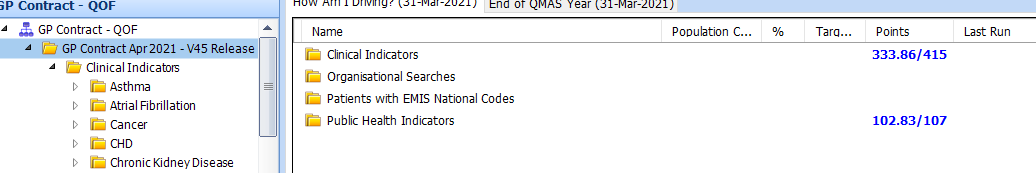 GP Contract - QOF
How Am I Driving? (31-Mar-2021)
End of QMAS Year (31-Mar-2021)
GP Contract - QOF
GP Contract Apr 2021 - V45 Release
Clinical Indicators
Asthma
Atrial Fibrillation
Cancer
CHD
Chronic Kidney Disease
Name Population C... % Targ... Points Last Run
Clinical Indicators 333.86/415
Organisational Searches
Patients with EMIS National Codes
Public Health Indicators 102.83/107